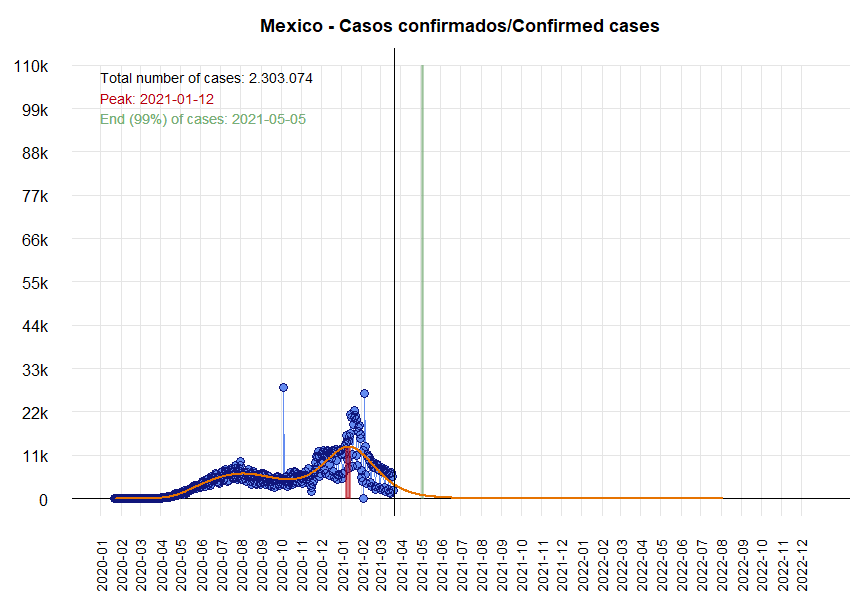 Mexico - Casos confirmados/Confirmed cases
110k
Total number of cases: 2.303.074
Peak: 2021-01-12
99k
End (99%) of cases: 2021-05-05
88k
77k
66k
55k
44k
33k
22k
11k
0
2020-01
2020-02
2020-03
2020-04
2020-05
2020-06
2020-07
2020-08
2020-09
2020-10
2020-11
2020-12
2021-01
2021-02
2021-03
2021-04
2021-05
2021-06
2021-07
2021-08
2021-09
2021-10
2021-11
2021-12
2022-01
2022-02
2022-03
2022-04
2022-05
2022-06
2022-07
2022-08
2022-09
2022-10
2022-11
2022-12